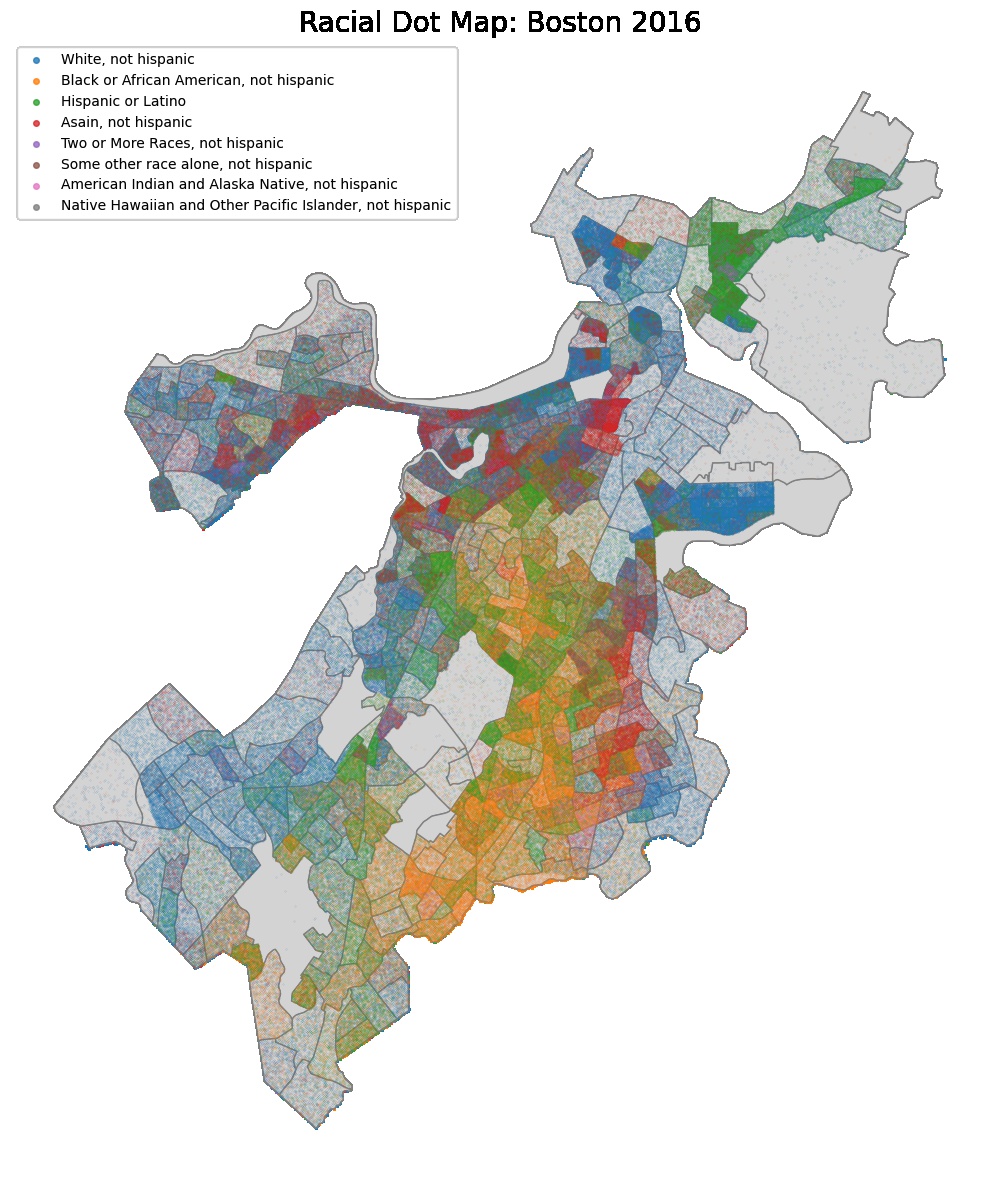 Racial Dot Map: Boston 2016
White, not hispanic
Black or African American, not hispanic
Hispanic or Latino
Asain, not hispanic
Two or More Races, not hispanic
Some other race alone, not hispanic
American Indian and Alaska Native, not hispanic
Native Hawaiian and Other Pacific Islander, not hispanic